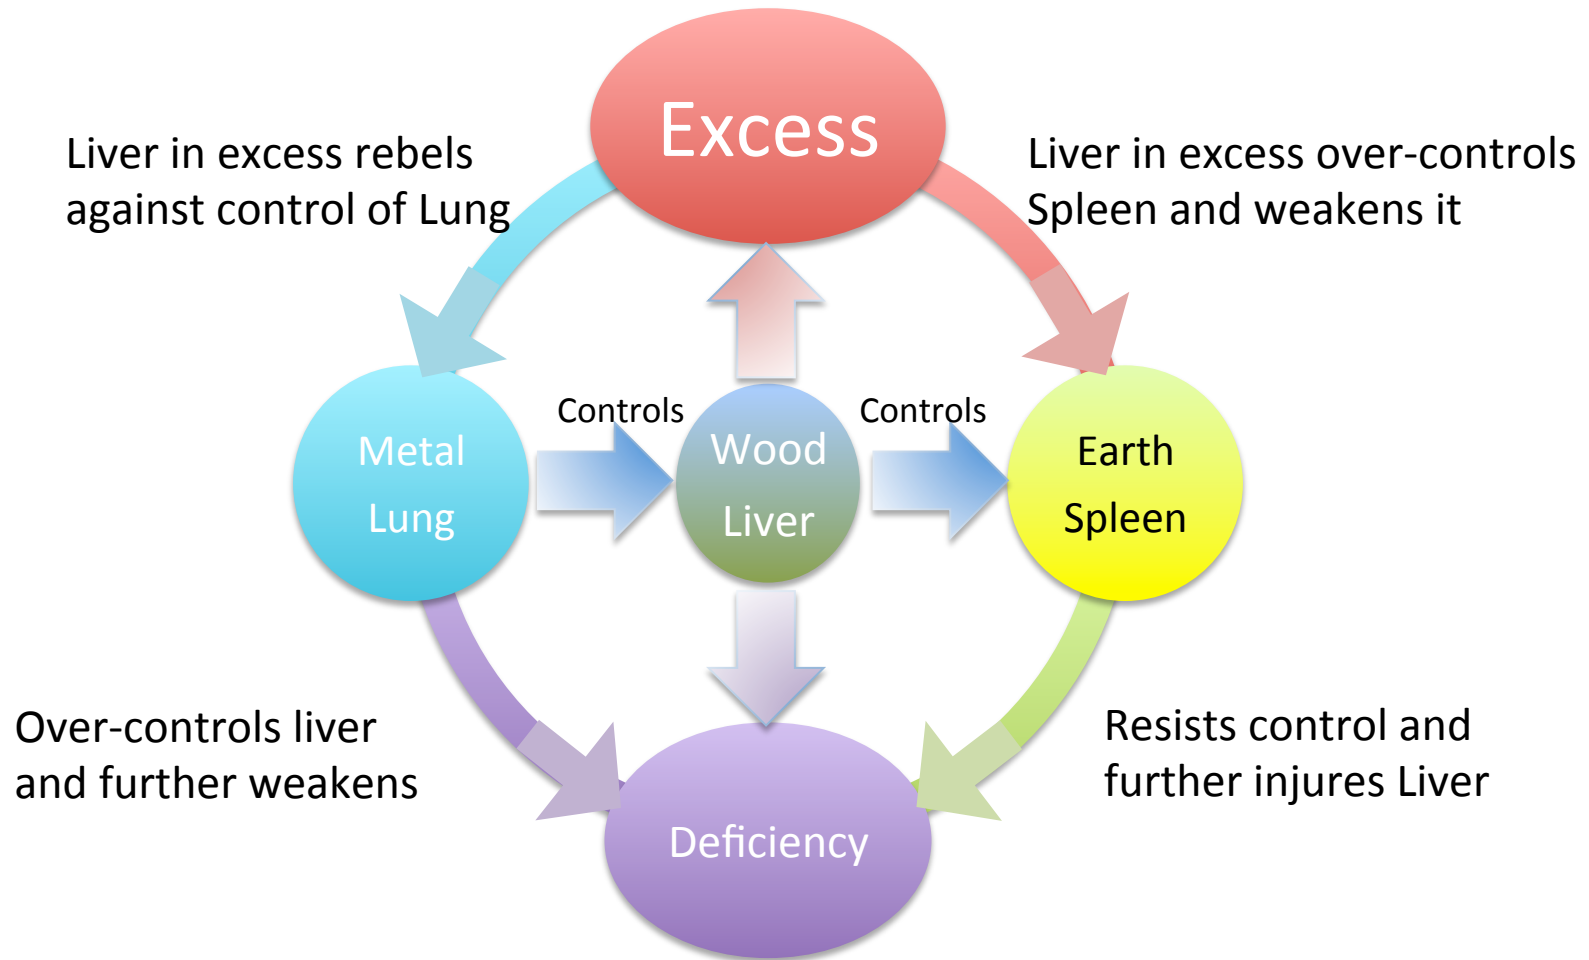 Excess
Liver in excess rebels
against control of Lung
Liver in excess over-controls
Spleen and weakens it
Controls
Controls
Metal
Lung
Wood
Liver
Earth
Spleen
Over-controls liver
and further weakens
Resists control and
further injures Liver
Deficiency